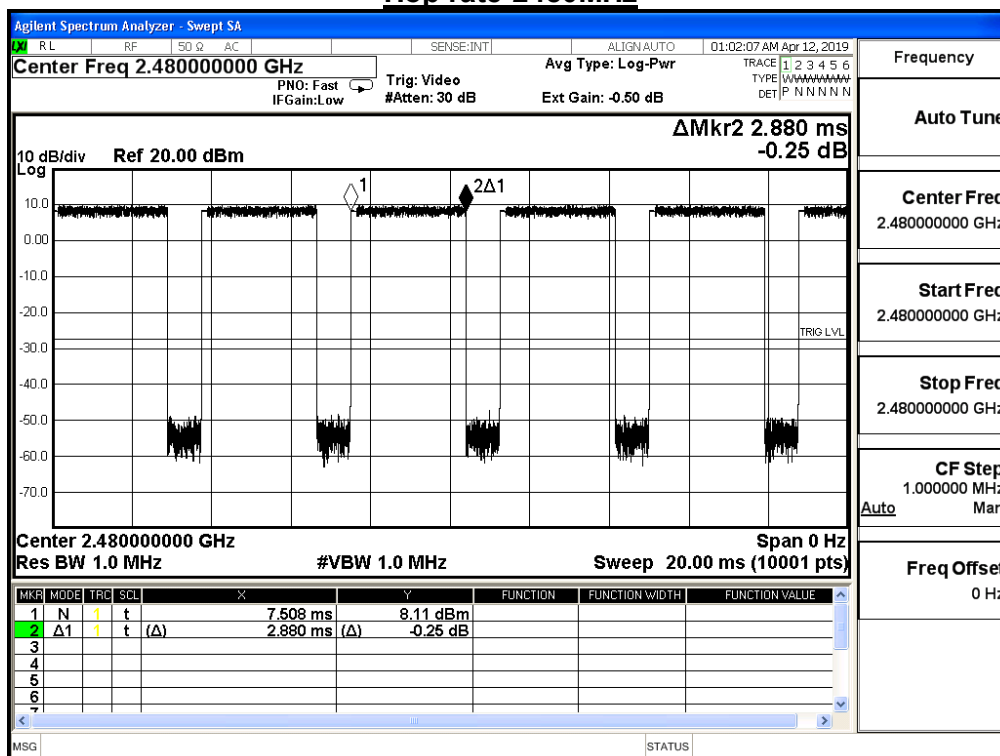 Hop rate 2480MHz
Agilent Spectrum Analyzer - Swept SA
LXI RL RF 50 Ω AC SENSE:INT ALIGN AUTO 01:02:07 AM Apr 12, 2019
Center Freq 2.480000000 GHz
PNO: Fast
IFGain:Low
Trig: Video
#Atten: 30 dB
Avg Type: Log-Pwr
Ext Gain: -0.50 dB
TRACE 1 2 3 4 5 6
TYPE
DET P N N N N N
ΔMkr2 2.880 ms
-0.25 dB
10 dB/div Ref 20.00 dBm
Log
1
2Δ1
10.0
0.00
-10.0
-20.0
TRIG LVL
-30.0
-40.0
-50.0
-60.0
-70.0
Center 2.480000000 GHz Span 0 Hz
Res BW 1.0 MHz #VBW 1.0 MHz Sweep 20.00 ms (10001 pts)
MKR MODE TRC SCL X Y FUNCTION FUNCTION WIDTH FUNCTION VALUE
1 N 1 t 7.508 ms 8.11 dBm
2 Δ1 1 t (Δ) 2.880 ms (Δ) -0.25 dB
3
4
5
6
7
MSG STATUS
Frequency
Auto Tune
Center Freq
2.480000000 GHz
Start Freq
2.480000000 GHz
Stop Freq
2.480000000 GHz
CF Step
1.000000 MHz
Auto Man
Freq Offset
0 Hz